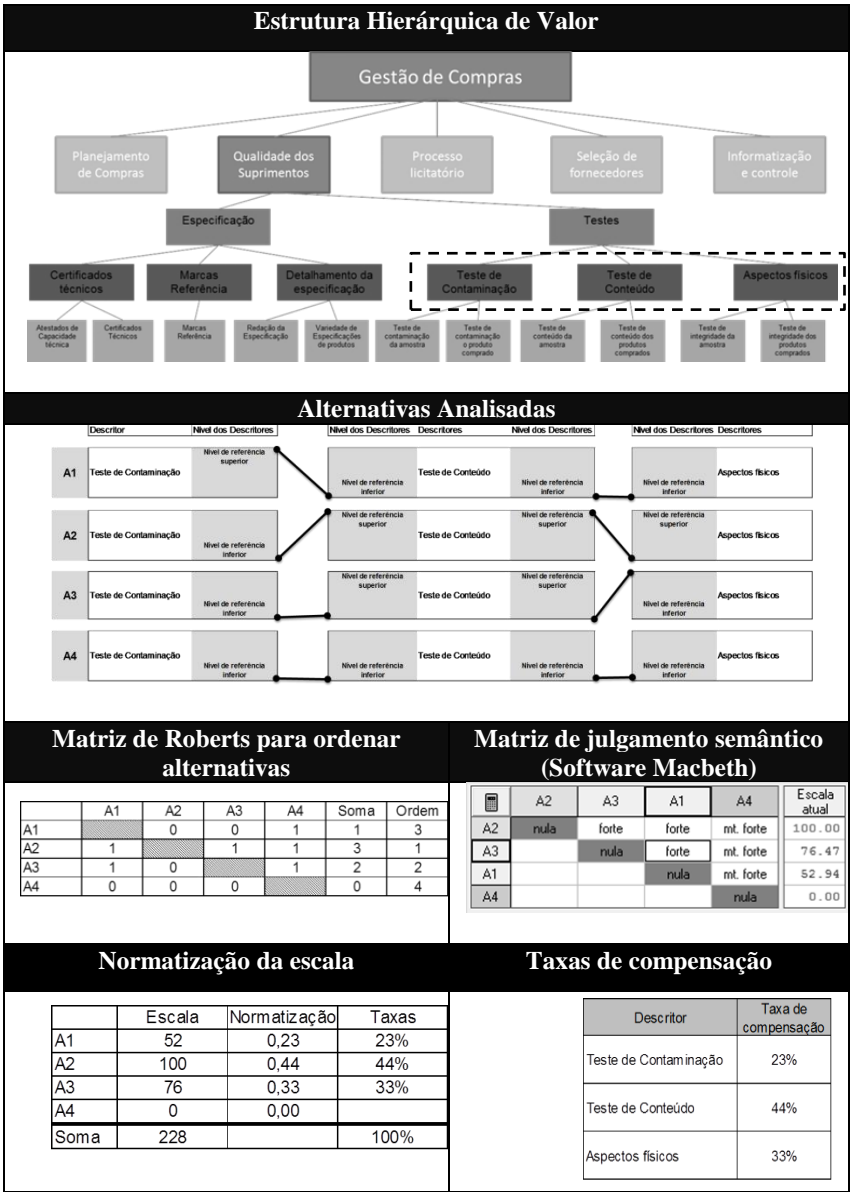 Estrutura Hierárquica de Valor
Gestão de Compras
Planejamento
de Compras
Qualidade dos
Suprimentos
Processo
licitatório
Seleção de
fornecedores
Informatização
e controle
Especificação
Testes
Certificados
técnicos
Marcas
Referência
Detalhamento da
especificação
Teste de
Contaminação
Teste de
Conteúdo
Aspectos físicos
Atestados de
Capacidade
técnica
Certificados
Técnicos
Marcas
Referência
Redação da
Especificação
Variedade de
Especificações
de produtos
Teste de
contaminação
da amostra
Teste de
contaminação
o produto
comprado
Teste de
conteúdo da
amostra
Teste de
conteúdo dos
produtos
comprados
Teste de
integridade da
amostra
Teste de
integridade dos
produtos
comprados
Alternativas Analisadas
Descritor Nível dos Descritores Nível dos Descritores Descritores Nível dos Descritores Nível dos Descritores Descritores
A1 Teste de Contaminação
Nível de referência
superior
Nível de referência
inferior
Teste de Conteúdo
Nível de referência
inferior
Nível de referência
inferior
Aspectos físicos
A2 Teste de Contaminação
Nível de referência
inferior
Nível de referência
superior
Teste de Conteúdo
Nível de referência
superior
Nível de referência
superior
Aspectos físicos
A3 Teste de Contaminação
Nível de referência
inferior
Nível de referência
superior
Teste de Conteúdo
Nível de referência
superior
Nível de referência
inferior
Aspectos físicos
A4 Teste de Contaminação
Nível de referência
inferior
Nível de referência
inferior
Teste de Conteúdo
Nível de referência
inferior
Nível de referência
inferior
Aspectos físicos
Matriz de Roberts para ordenar
alternativas
A1 A2 A3 A4 Soma Ordem
A1 0 0 1 1 3
A2 1 1 1 3 1
A3 1 0 1 2 2
A4 0 0 0 0 4
Matriz de julgamento semântico
(Software Macbeth)
A2 A3 A1 A4 Escala
atual
A2 nula forte forte mt. forte 100.00
A3 nula forte mt. forte 76.47
A1 nula mt. forte 52.94
A4 nula 0.00
Normatização da escala
Escala Normatização Taxas
A1 52 0,23 23%
A2 100 0,44 44%
A3 76 0,33 33%
A4 0 0,00
Soma 228 100%
Taxas de compensação
Descritor Taxa de
compensação
Teste de Contaminação 23%
Teste de Conteúdo 44%
Aspectos físicos 33%